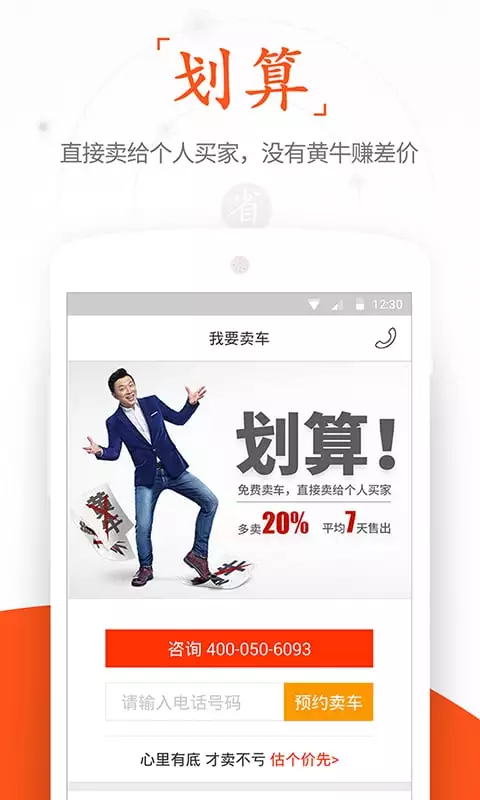 划算
直接卖给个人买家，没有黄牛赚差价
省
12:30
我要卖车
划算！
免费卖车，直接卖给个人买家
多卖20% 平均7天售出
黄牛
咨询 400-050-6093
请输入电话号码 预约卖车
心里有底 才卖不亏 估个价先>